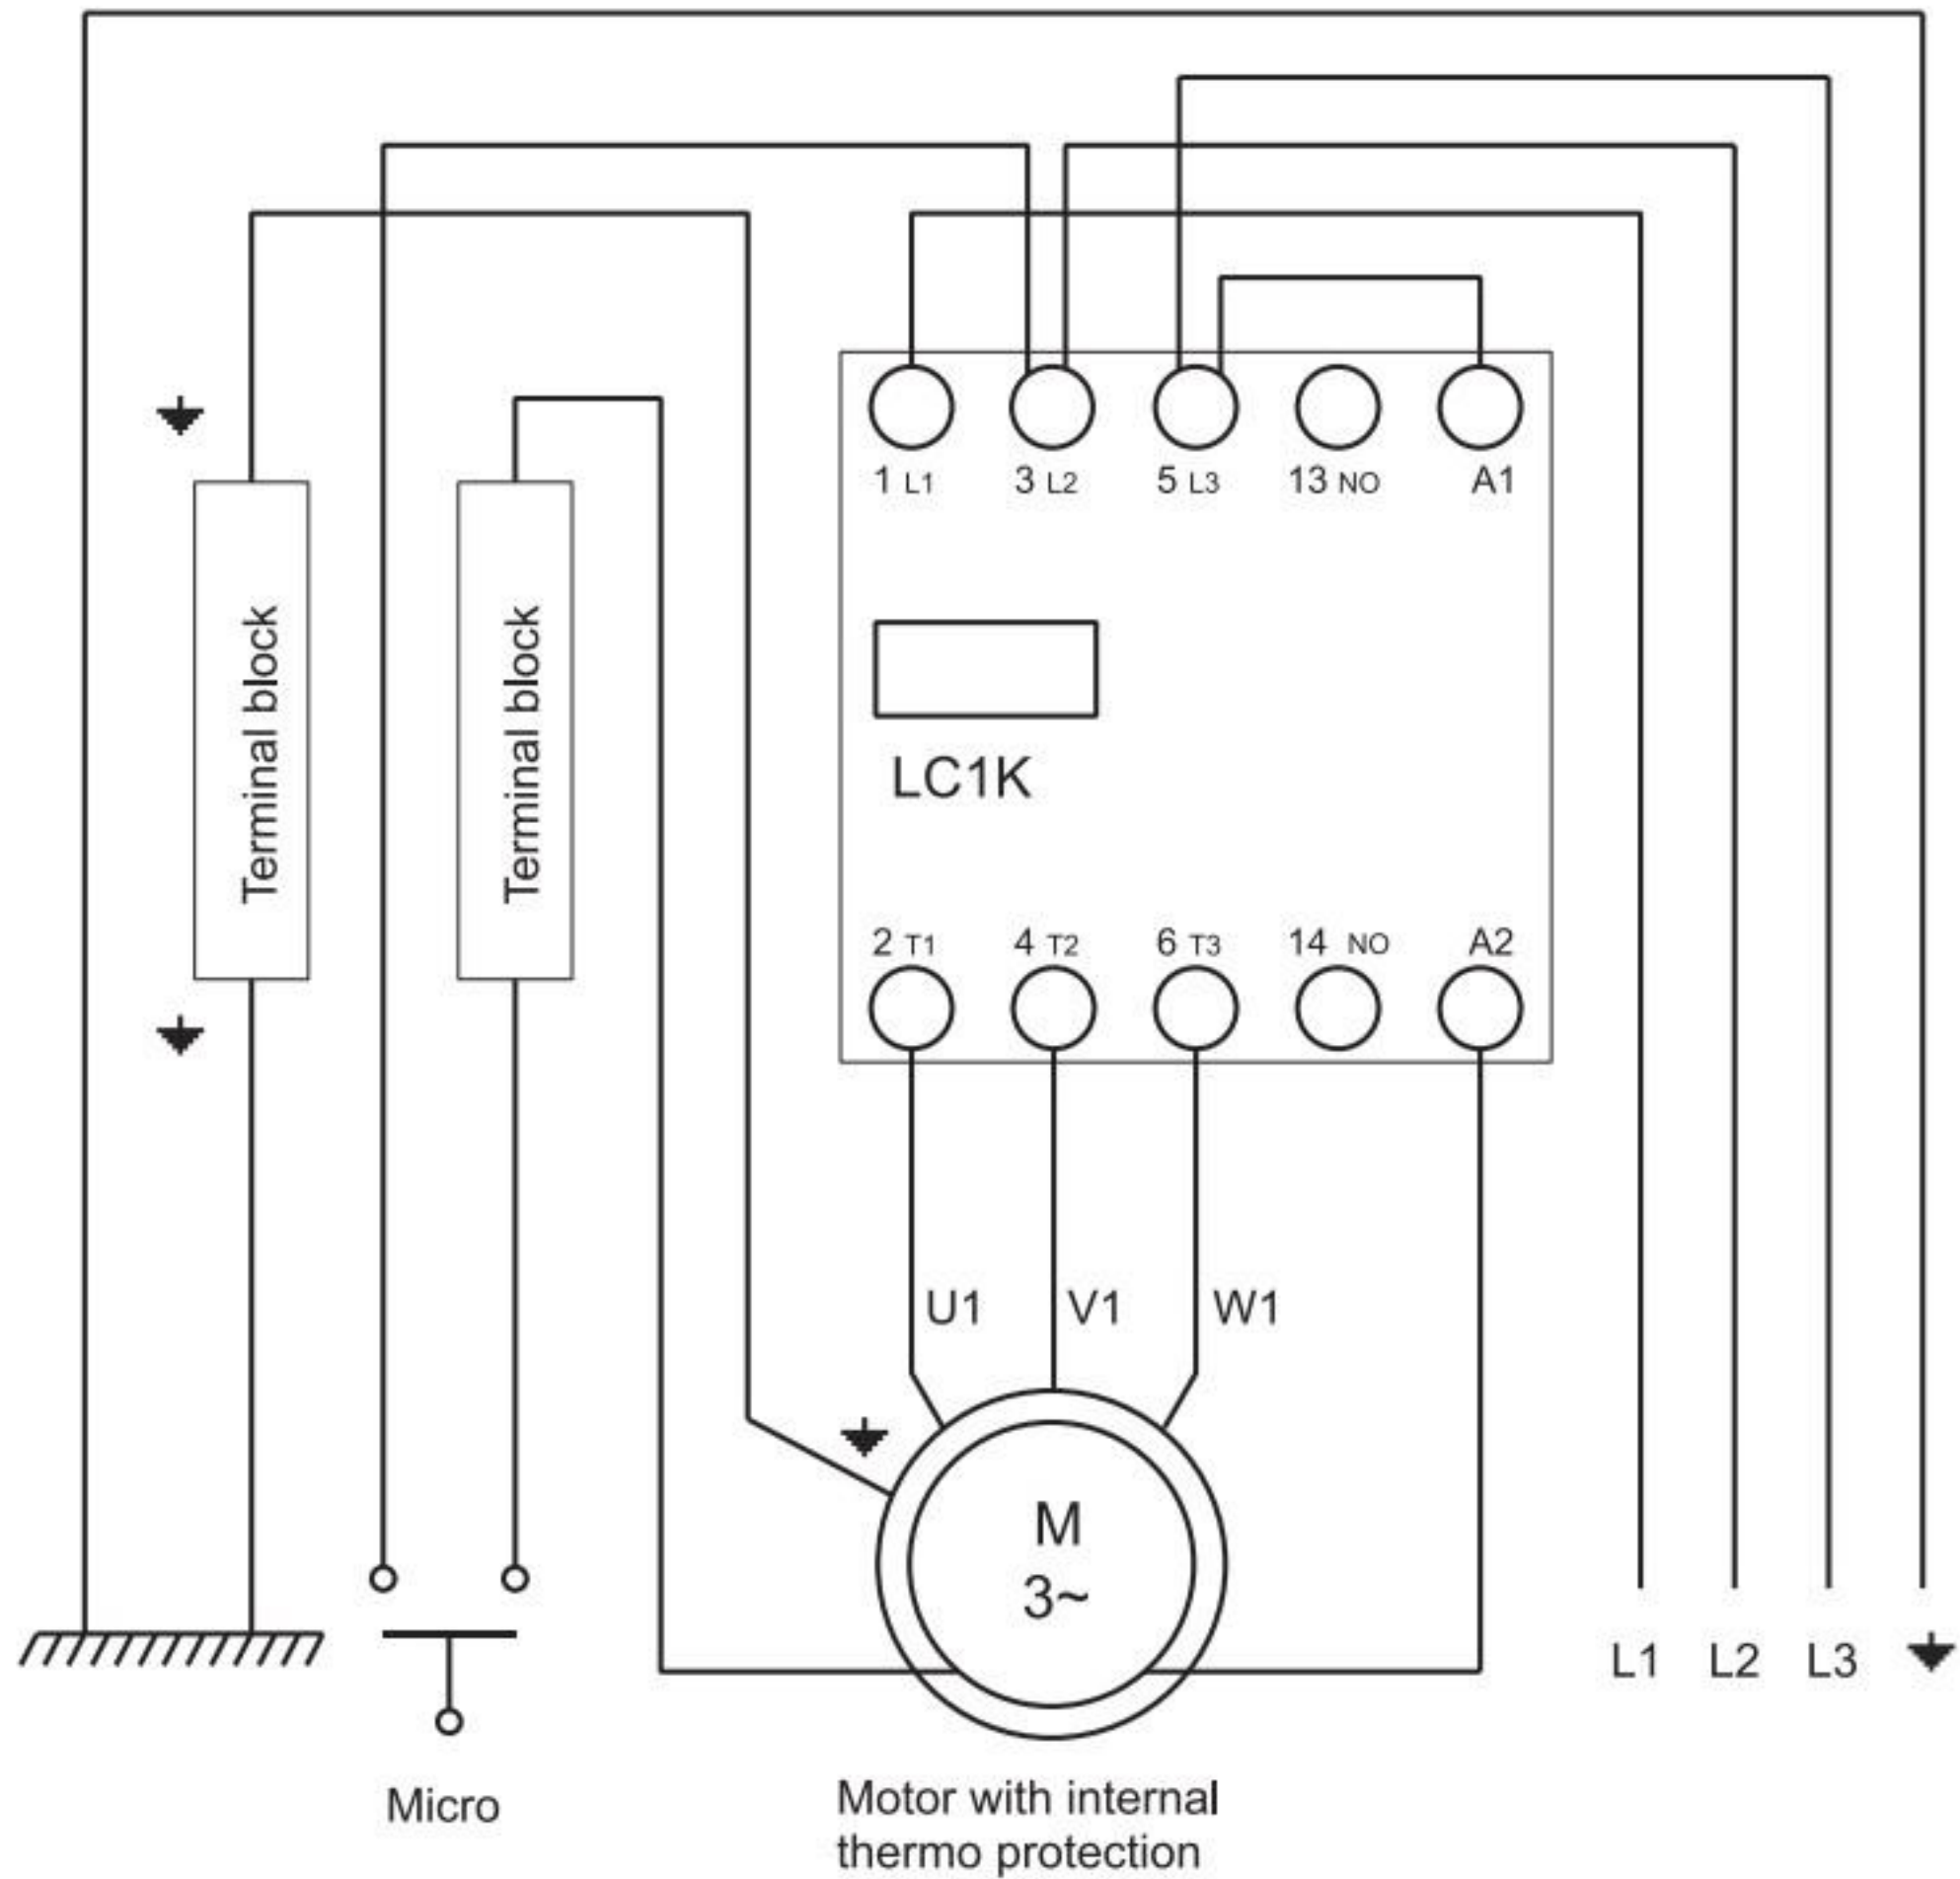 1 L1
3 L2
5 L3
13 NO
A1
Terminal block
Terminal block
LC1K
2 T1
4 T2
6 T3
14 NO
A2
U1
V1
W1
M
3~
L1
L2
L3
Micro
Motor with internal
thermo protection